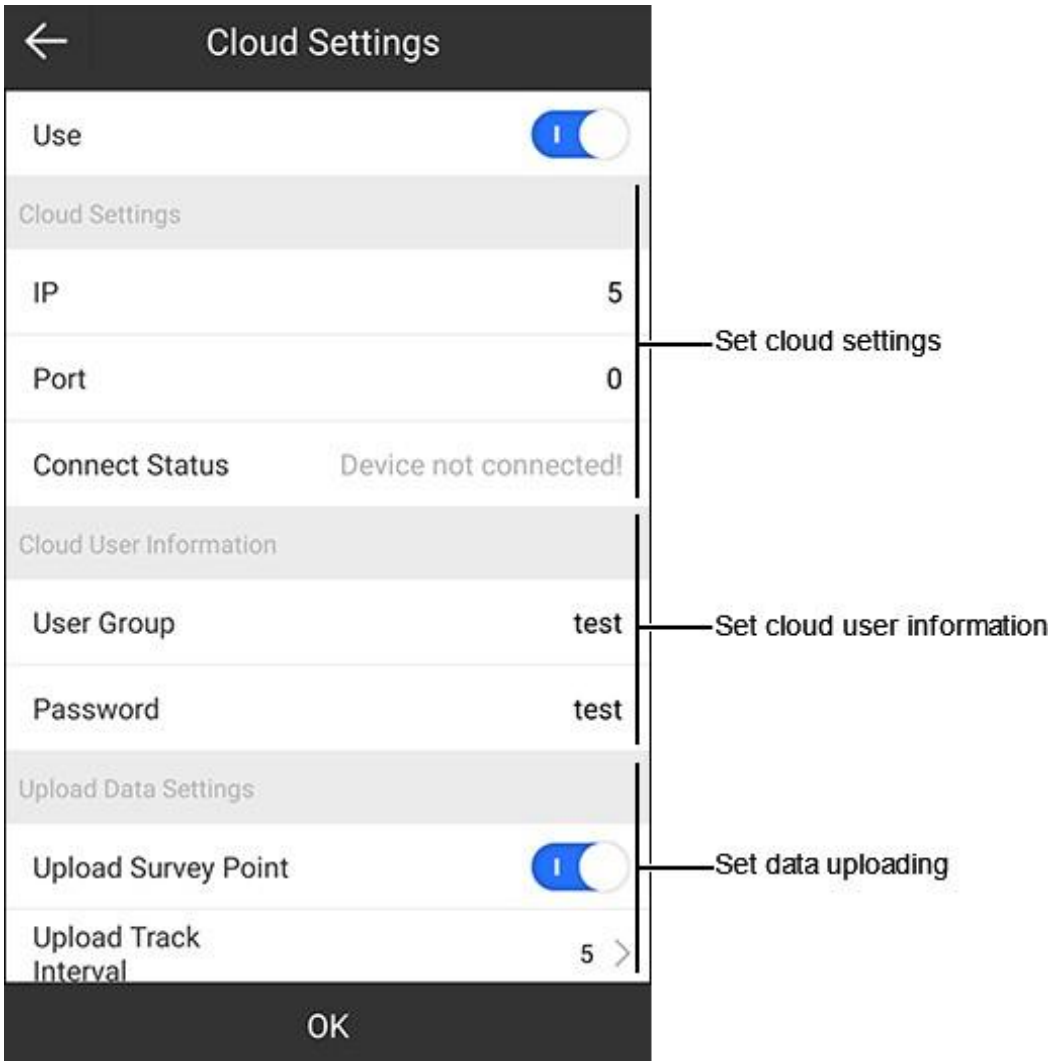 Cloud Settings
Use
Cloud Settings
IP 5
Port 0
Set cloud settings
Connect Status Device not connected!
Cloud User Information
User Group test
Set cloud user information
Password test
Upload Data Settings
Upload Survey Point
Set data uploading
Upload Track
Interval 5
OK